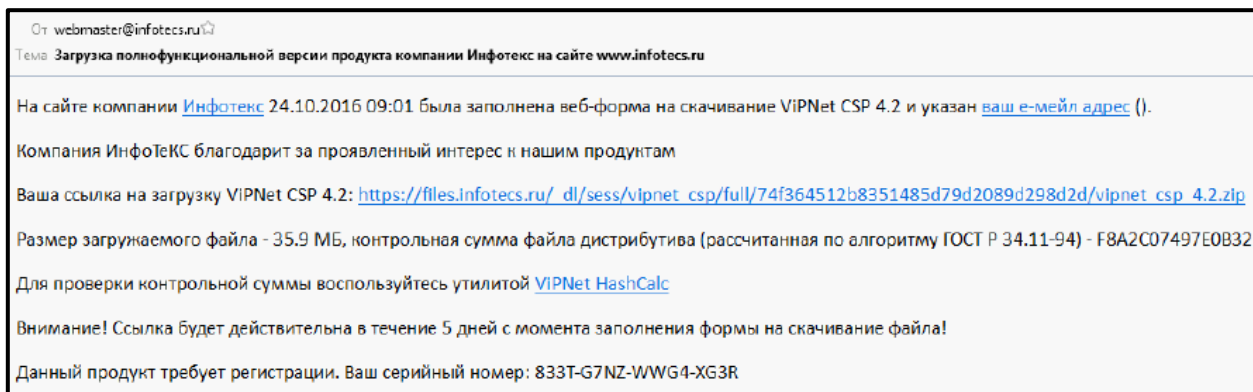 От webmaster@infotecs.ru
Тема Загрузка полнофункциональной версии продукта компании Инфотекс на сайте www.infotecs.ru
На сайте компании Инфотекс 24.10.2016 09:01 была заполнена веб-форма на скачивание ViPNet CSP 4.2 и указан ваш е-мейл адрес ().
Компания ИнфоТеКС благодарит за проявленный интерес к нашим продуктам
Ваша ссылка на загрузку ViPNet CSP 4.2: https://files.infotecs.ru/_dl/sess/vipnet_csp/full/74f364512b8351485d79d2089d298d2d/vipnet_csp_4.2.zip
Размер загружаемого файла - 35.9 МБ, контрольная сумма файла дистрибутива (рассчитанная по алгоритму ГОСТ Р 34.11-94) - F8A2C07497E0B32
Для проверки контрольной суммы воспользуйтесь утилитой ViPNet HashCalc
Внимание! Ссылка будет действительна в течение 5 дней с момента заполнения формы на скачивание файла!
Данный продукт требует регистрации. Ваш серийный номер: 833T-G7NZ-WWG4-XG3R